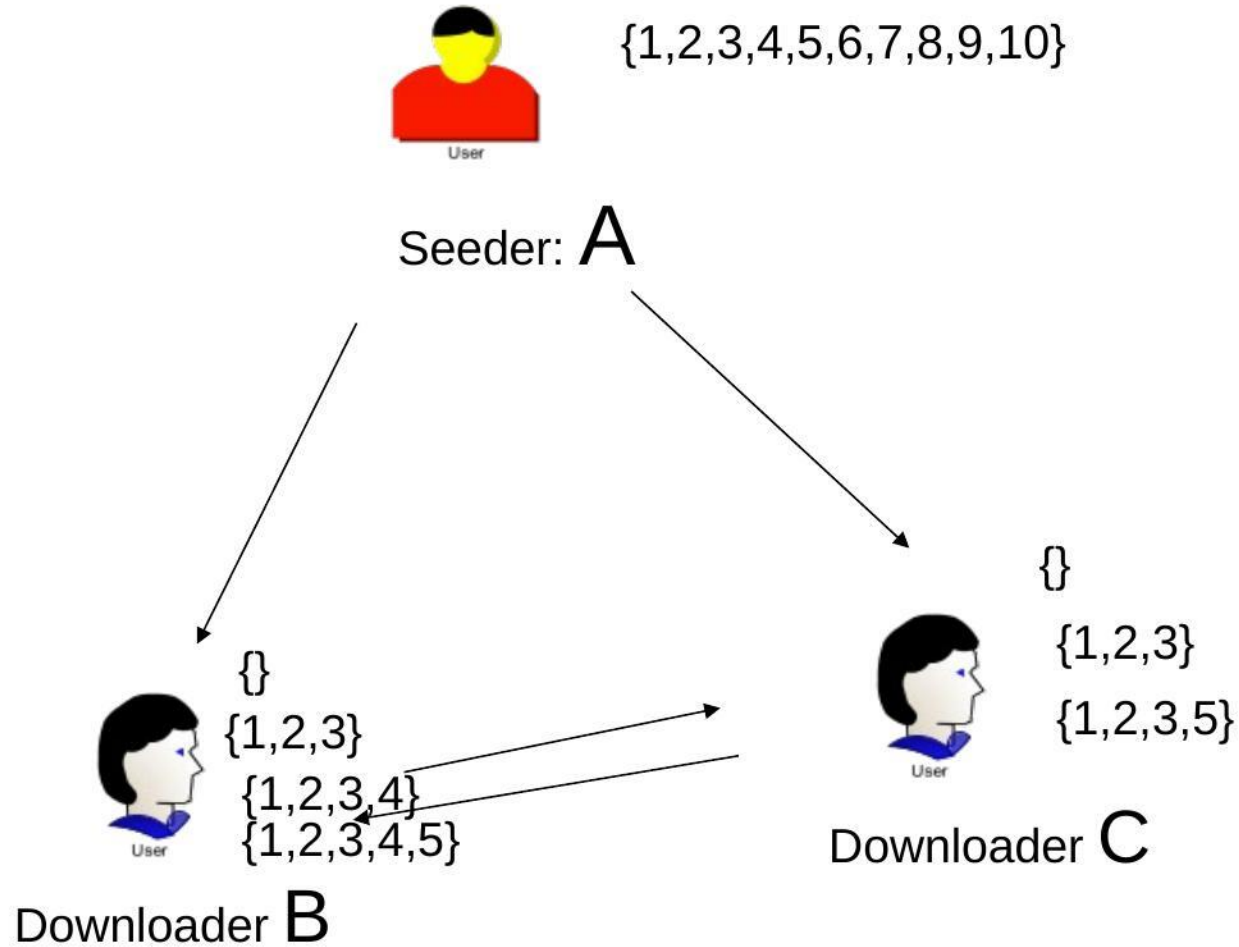 {1,2,3,4,5,6,7,8,9,10}
User
Seeder: A
{}
{1,2,3}
{1,2,3,5}
User
Downloader C
{}
{1,2,3}
{1,2,3,4}
{1,2,3,4,5}
User
Downloader B